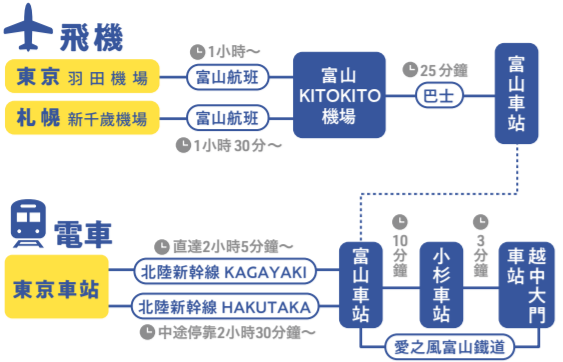 飛機
1小時～
東京 羽田機場
富山航班
富山
KITOKITO
機場
25分鐘
巴士
富山車站
札幌 新千歲機場
富山航班
1小時30分～
電車
東京車站
直達2小時5分鐘～
北陸新幹線 KAGAYAKI
北陸新幹線 HAKUTAKA
中途停靠2小時30分鐘～
富山車站
10分鐘
小杉車站
3分鐘
越中大門
車站
愛之風富山鐵道